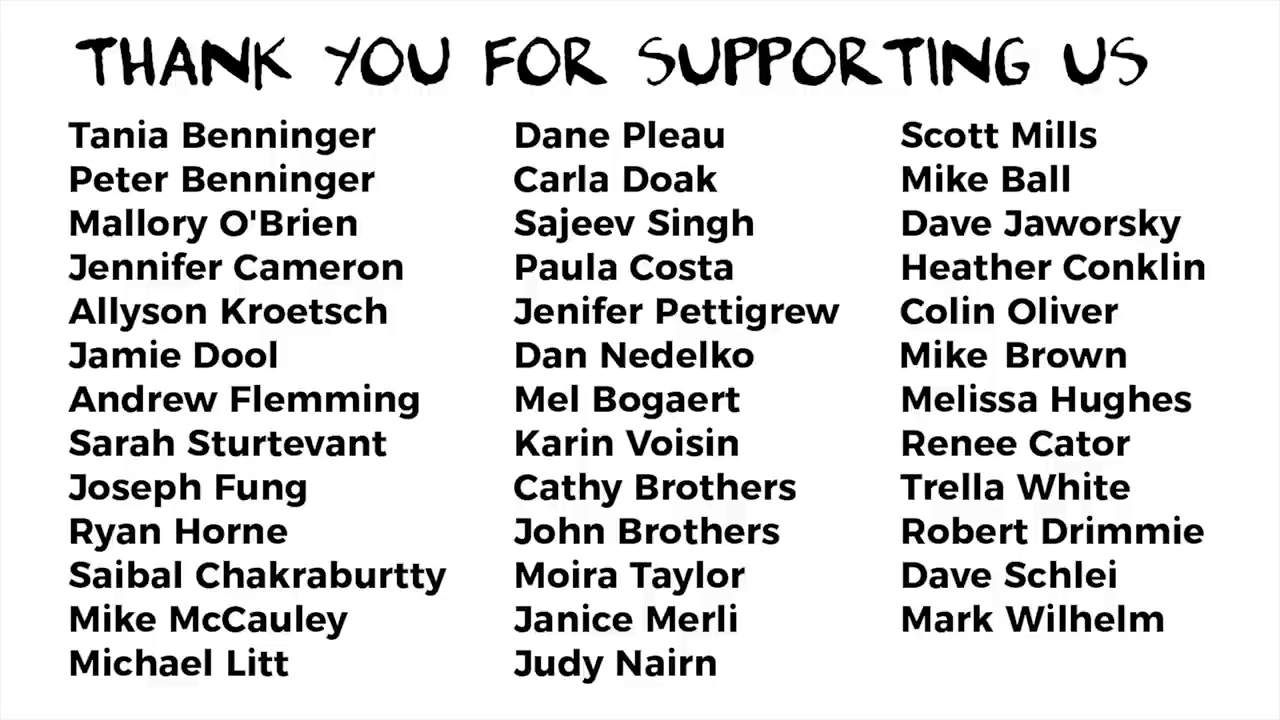 THANK YOU FOR SUPPORTING US
Tania Benninger
Peter Benninger
Mallory O'Brien
Jennifer Cameron
Allyson Kroetsch
Jamie Dool
Andrew Flemming
Sarah Sturtevant
Joseph Fung
Ryan Horne
Saibal Chakraburtty
Mike McCauley
Michael Litt
Dane Pleau
Carla Doak
Sajeev Singh
Paula Costa
Jenifer Pettigrew
Dan Nedelko
Mel Bogaert
Karin Voisin
Cathy Brothers
John Brothers
Moira Taylor
Janice Merli
Judy Nairn
Scott Mills
Mike Ball
Dave Jaworsky
Heather Conklin
Colin Oliver
Mike Brown
Melissa Hughes
Renee Cator
Trella White
Robert Drimmie
Dave Schlei
Mark Wilhelm